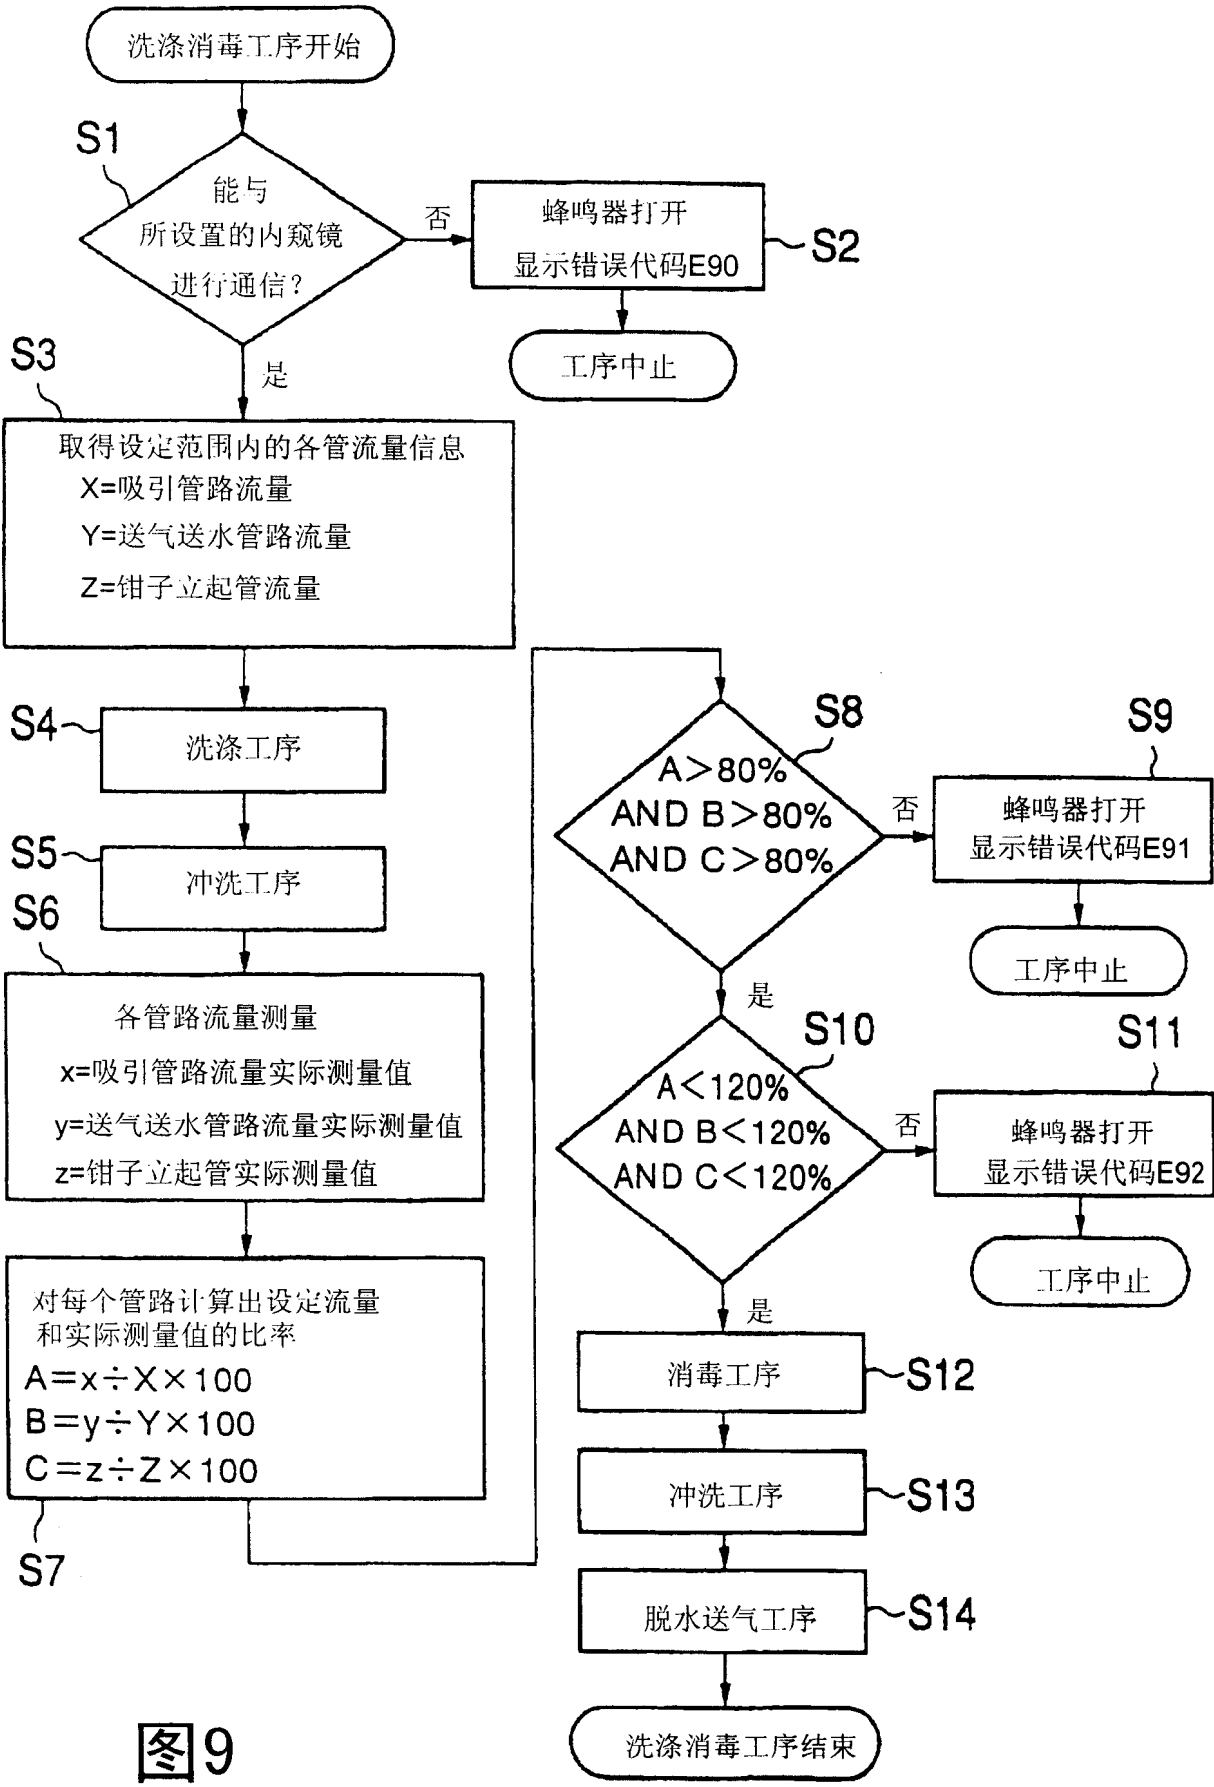 洗涤消毒工序开始
S1
能与
所设置的内窥镜
进行通信？
否
蜂鸣器打开
显示错误代码E90
S2
工序中止
是
S3
取得设定范围内的各管流量信息
X=吸引管路流量
Y=送气送水管路流量
Z=钳子立起管流量
S4
洗涤工序
S5
冲洗工序
S6
各管路流量测量
x=吸引管路流量实际测量值
y=送气送水管路流量实际测量值
z=钳子立起管实际测量值
对每个管路计算出设定流量
和实际测量值的比率
A=x÷X×100
B=y÷Y×100
C=z÷Z×100
S7
S8
A>80%
AND B>80%
AND C>80%
否
S9
蜂鸣器打开
显示错误代码E91
工序中止
是
S10
A<120%
AND B<120%
AND C<120%
否
S11
蜂鸣器打开
显示错误代码E92
工序中止
是
消毒工序
S12
冲洗工序
S13
脱水送气工序
S14
洗涤消毒工序结束
图9